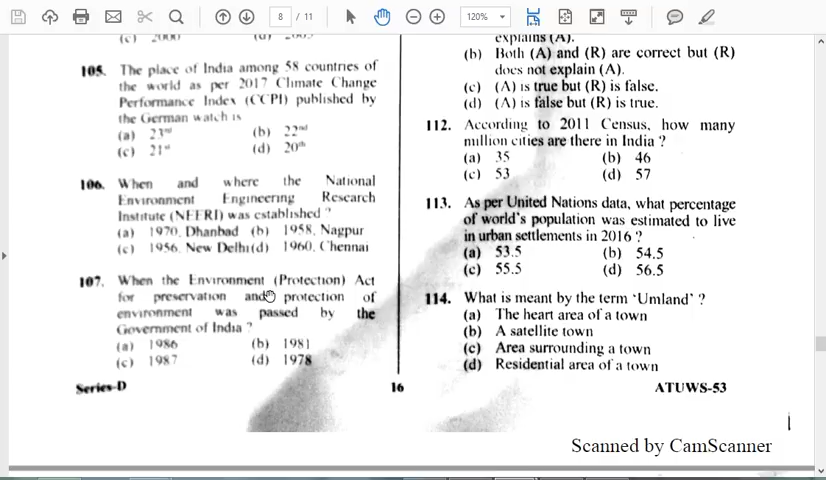 8 / 11
120%
105. The place of India among 58 countries of
the world as per 2017 Climate Change
Performance Index (CCPI) published by
the German watch is
(a) 23rd (b) 22nd
(c) 21st (d) 20th
106. When and where the National
Environment Engineering Research
Institute (NEERI) was established ?
(a) 1970, Dhanbad (b) 1958, Nagpur
(c) 1956, New Delhi(d) 1960, Chennai
107. When the Environment (Protection) Act
for preservation and protection of
environment was passed by the
Government of India ?
(a) 1986 (b) 1981
(c) 1987 (d) 1978
Series-D
16
explains (A).
(b) Both (A) and (R) are correct but (R)
does not explain (A).
(c) (A) is true but (R) is false.
(d) (A) is false but (R) is true.
112. According to 2011 Census, how many
million cities are there in India ?
(a) 35 (b) 46
(c) 53 (d) 57
113. As per United Nations data, what percentage
of world's population was estimated to live
in urban settlements in 2016 ?
(a) 53.5 (b) 54.5
(c) 55.5 (d) 56.5
114. What is meant by the term 'Umland' ?
(a) The heart area of a town
(b) A satellite town
(c) Area surrounding a town
(d) Residential area of a town
ATUWS-53
Scanned by CamScanner